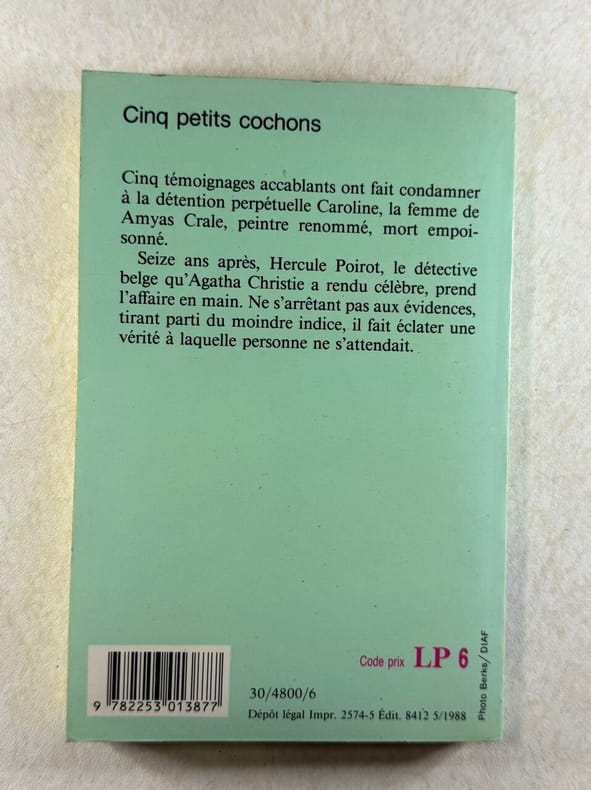 Cinq petits cochons
Cinq témoignages accablants ont fait condamner
à la détention perpétuelle Caroline, la femme de
Amyas Crale, peintre renommé, mort empoi-
sonné.
Seize ans après, Hercule Poirot, le détective
belge qu'Agatha Christie a rendu célèbre, prend
l'affaire en main. Ne s'arrêtant pas aux évidences,
tirant parti du moindre indice, il fait éclater une
vérité à laquelle personne ne s'attendait.
Code prix LP 6
Photo Berks/DIAF
9 782253 013877
30/4800/6
Dépôt légal Impr. 2574-5 Édit. 8412 5/1988